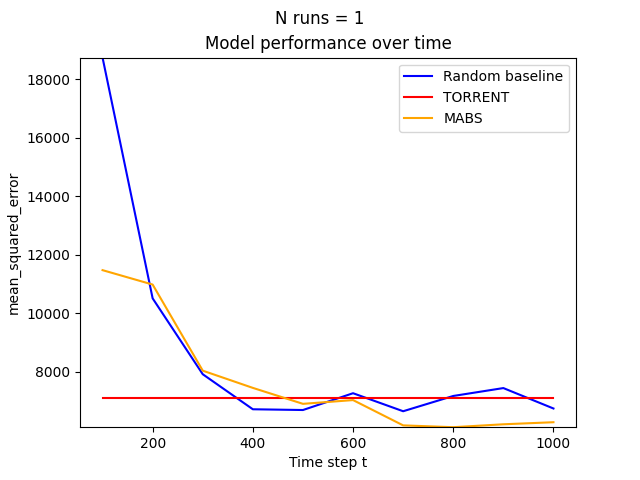 N runs = 1
Model performance over time
18000
16000
14000
12000
10000
8000
mean_squared_error
Random baseline
TORRENT
MABS
200
400
600
800
1000
Time step t